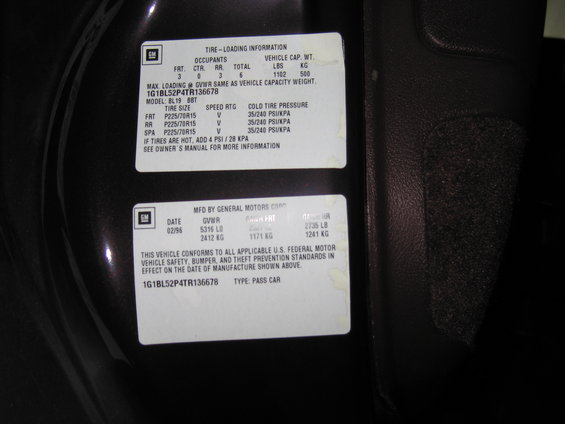 GM
TIRE-LOADING INFORMATION
OCCUPANTS VEHICLE CAP. WT.
FRT. CTR. RR. TOTAL LBS KG
3 0 3 6 1102 500
MAX. LOADING @ GVWR SAME AS VEHICLE CAPACITY WEIGHT.
1G1BL52P4TR136678
MODEL: BL19 BBT
TIRE SIZE SPEED RTG COLD TIRE PRESSURE
FRT P225/70R15 V 35/240 PSI/KPA
RR P225/70R15 V 35/240 PSI/KPA
SPA P225/70R15 V 35/240 PSI/KPA
IF TIRES ARE HOT, ADD 4 PSI / 28 KPA
SEE OWNER'S MANUAL FOR MORE INFORMATION
GM
MFD BY GENERAL MOTORS CORP
DATE GVWR GAWR FRT RR
02/96 5316 LB 2735 LB
2412 KG 1171 KG 1241 KG
THIS VEHICLE CONFORMS TO ALL APPLICABLE U.S. FEDERAL MOTOR
VEHICLE SAFETY, BUMPER, AND THEFT PREVENTION STANDARDS IN
EFFECT ON THE DATE OF MANUFACTURE SHOWN ABOVE.
1G1BL52P4TR136678 TYPE: PASS CAR